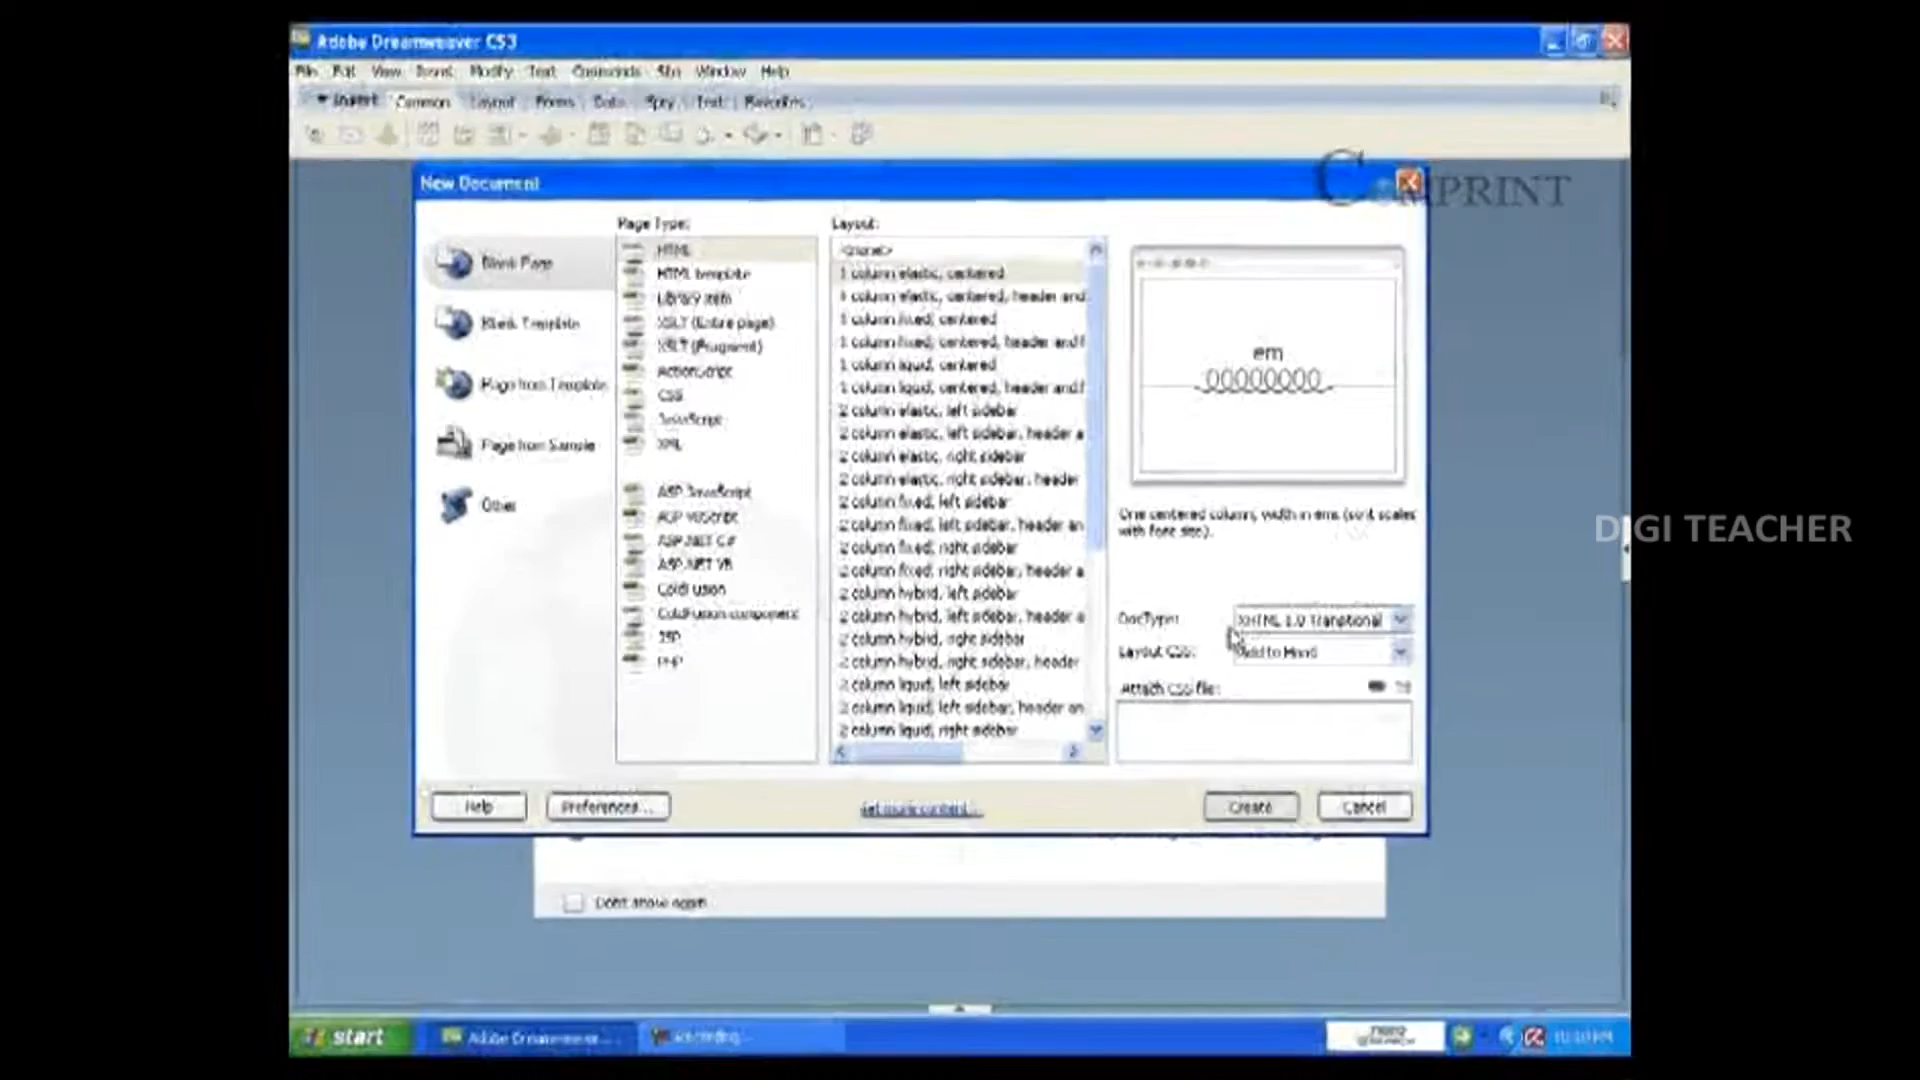 Adobe Dreamweaver CS3
File Edit View Insert Modify Text Commands Site Window Help
Insert Common Layout Forms Data Spry Text Favorites
New Document
COMPRINT
Page Type:
Layout:
Blank Page
Blank Template
Page from Template
Page from Sample
Other
HTML
HTML template
Library item
XSLT (Entire page)
XSLT (Fragment)
ActionScript
CSS
JavaScript
XML
ASP JavaScript
ASP VBScript
ASP.NET C#
ASP.NET VB
ColdFusion
ColdFusion component
JSP
PHP
<none>
1 column elastic, centered
1 column elastic, centered, header and
1 column fixed, centered
1 column fixed, centered, header and f
1 column liquid, centered
1 column liquid, centered, header and f
2 column elastic, left sidebar
2 column elastic, left sidebar, header a
2 column elastic, right sidebar
2 column elastic, right sidebar, header
2 column fixed, left sidebar
2 column fixed, left sidebar, header an
2 column fixed, right sidebar
2 column fixed, right sidebar, header a
2 column hybrid, left sidebar
2 column hybrid, left sidebar, header a
2 column hybrid, right sidebar
2 column hybrid, right sidebar, header
2 column liquid, left sidebar
2 column liquid, left sidebar, header an
2 column liquid, right sidebar
em
One centered column, width in ems (so it scales
with font size).
DIGI TEACHER
DocType: XHTML 1.0 Transitional
Layout CSS: Add to Head
Attach CSS file:
Help Preferences... Get more content... Create Cancel
Don't show again
start Adobe Dreamweaver ... Recording...